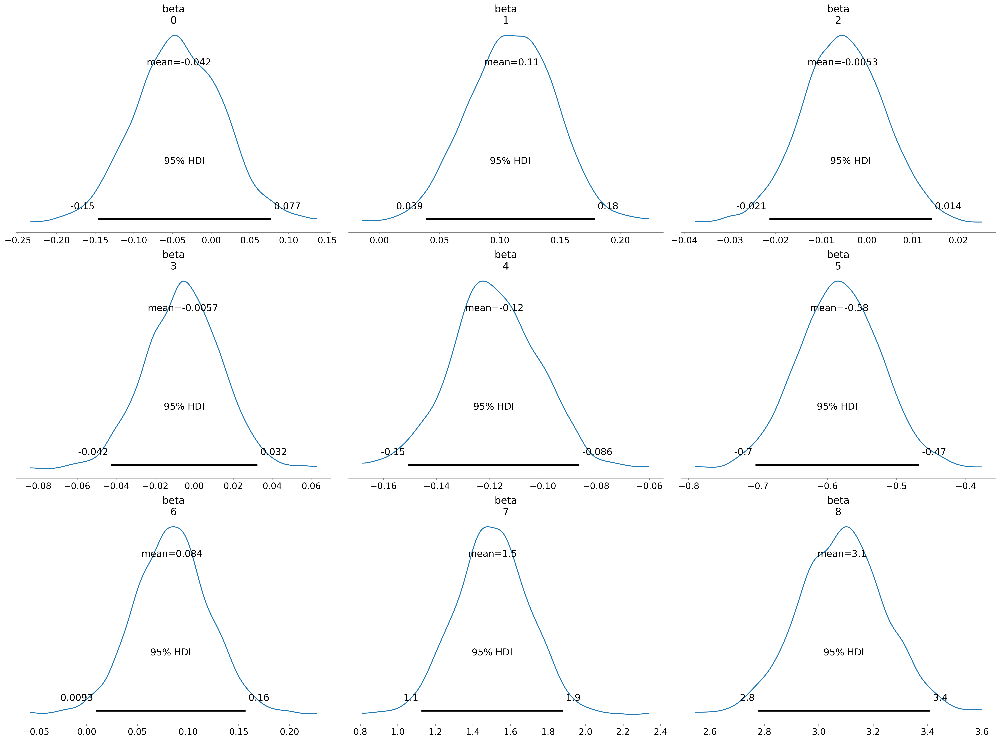 beta
0
mean=-0.042
95% HDI
-0.15 0.077
−0.25 −0.20 −0.15 −0.10 −0.05 0.00 0.05 0.10 0.15
beta
1
mean=0.11
95% HDI
0.039 0.18
0.00 0.05 0.10 0.15 0.20
beta
2
mean=-0.0053
95% HDI
-0.021 0.014
−0.04 −0.03 −0.02 −0.01 0.00 0.01 0.02
beta
3
mean=-0.0057
95% HDI
-0.042 0.032
−0.08 −0.06 −0.04 −0.02 0.00 0.02 0.04 0.06
beta
4
mean=-0.12
95% HDI
-0.15 -0.086
−0.16 −0.14 −0.12 −0.10 −0.08 −0.06
beta
5
mean=-0.58
95% HDI
-0.7 -0.47
−0.8 −0.7 −0.6 −0.5 −0.4
beta
6
mean=0.084
95% HDI
0.0093 0.16
−0.05 0.00 0.05 0.10 0.15 0.20
beta
7
mean=1.5
95% HDI
1.1 1.9
0.8 1.0 1.2 1.4 1.6 1.8 2.0 2.2 2.4
beta
8
mean=3.1
95% HDI
2.8 3.4
2.6 2.8 3.0 3.2 3.4 3.6